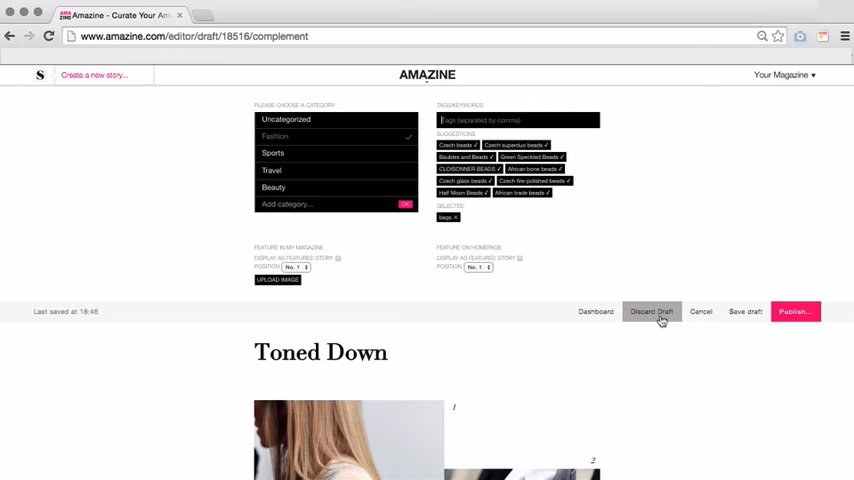 Amazine - Curate Your Ama
www.amazine.com/editor/draft/18516/complement
S
Create a new story...
AMAZINE
Your Magazine
PLEASE CHOOSE A CATEGORY
Uncategorized
Fashion
Sports
Travel
Beauty
Add category...
OK
TAGS/KEYWORDS
Tags (separated by comma)
SUGGESTIONS
Czech beads
Czech superduo beads
Baubles and Beads
Green Speckled Beads
CLOISONNER BEADS
African bone beads
Czech glass beads
Czech fire-polished beads
Half Moon Beads
African trade beads
SELECTED
bags x
FEATURE IN MY MAGAZINE
DISPLAY AS FEATURED STORY
POSITION No. 1
UPLOAD IMAGE
FEATURE ON HOMEPAGE
DISPLAY AS FEATURED STORY
POSITION No. 1
Last saved at 18:46
Dashboard
Discard Draft
Cancel
Save draft
Publish...
Toned Down
1
2